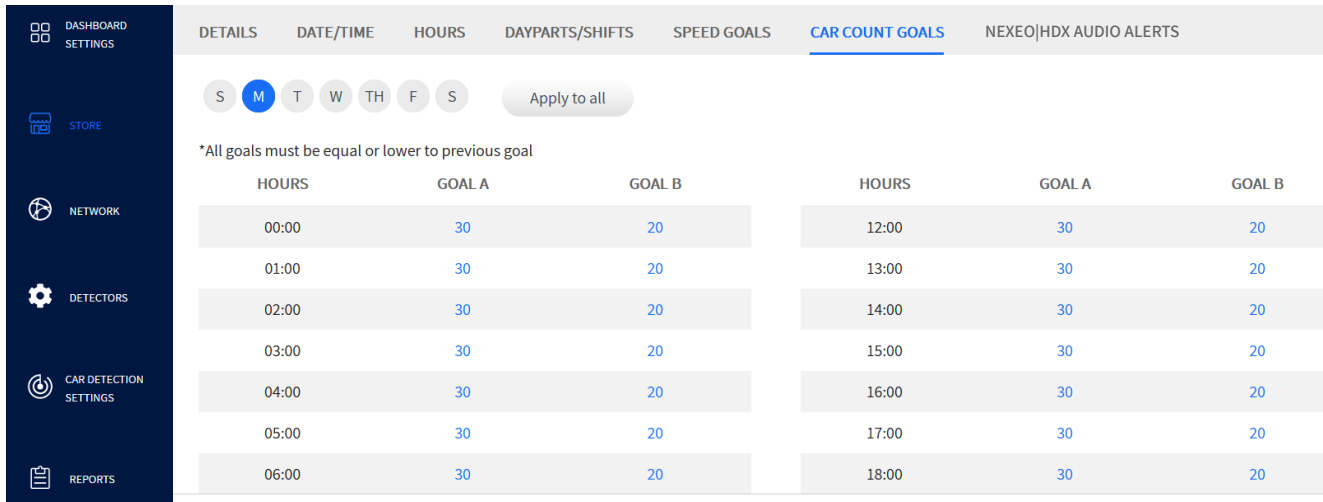 DASHBOARD
SETTINGS
STORE
NETWORK
DETECTORS
CAR DETECTION
SETTINGS
REPORTS
DETAILS DATE/TIME HOURS DAYPARTS/SHIFTS SPEED GOALS CAR COUNT GOALS NEXEO|HDX AUDIO ALERTS
S M T W TH F S Apply to all
*All goals must be equal or lower to previous goal
HOURS GOAL A GOAL B HOURS GOAL A GOAL B
00:00 30 20 12:00 30 20
01:00 30 20 13:00 30 20
02:00 30 20 14:00 30 20
03:00 30 20 15:00 30 20
04:00 30 20 16:00 30 20
05:00 30 20 17:00 30 20
06:00 30 20 18:00 30 20